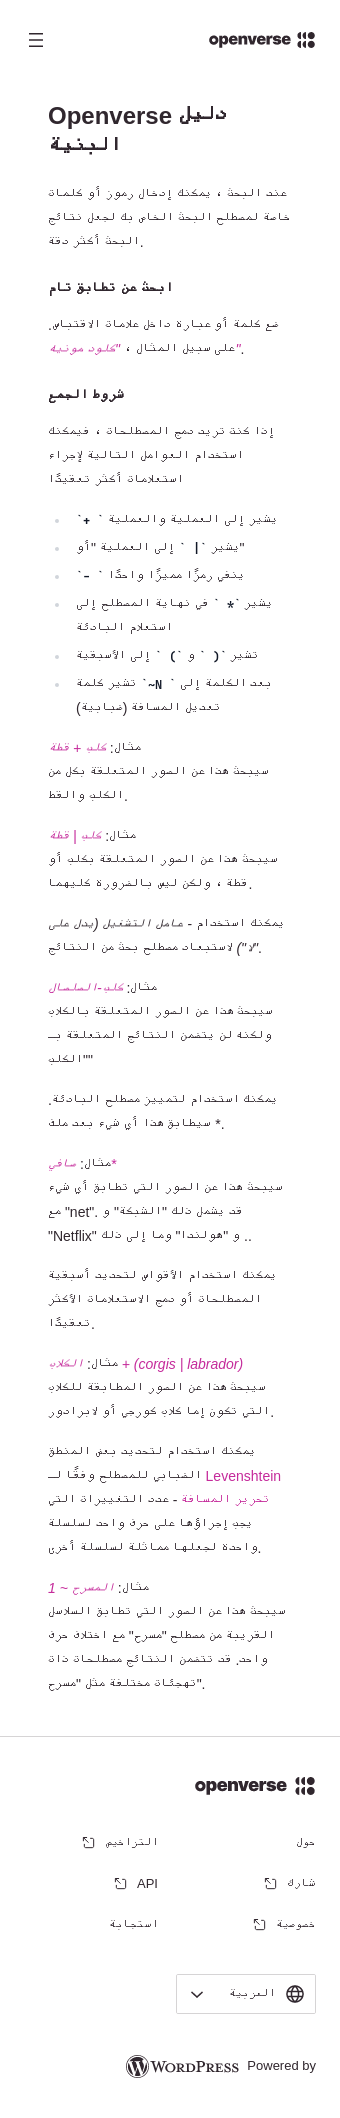 openverse
Openverse دليل
البنية
عند البحث ، يمكنك إدخال رموز أو كلمات
خاصة لمصطلح البحث الخاص بك لجعل نتائج
البحث أكثر دقة.
ابحث عن تطابق تام
ضع كلمة أو عبارة داخل علامات الاقتباس.
على سبيل المثال ، "كلود مونيه".
شروط الجمع
إذا كنت تريد دمج المصطلحات ، فيمكنك
استخدام العوامل التالية لإجراء
استعلامات أكثر تعقيدًا
يشير إلى العملية والعملية ` + `
يشير ` | ` إلى العملية "أو"
ينفي رمزًا مميزًا واحدًا ` - `
يشير ` * ` في نهاية المصطلح إلى
استعلام البادئة
تشير ` ( ` و ` ) ` إلى الأسبقية
بعد الكلمة إلى ` ~N ` تشير كلمة
تعديل المسافة (ضبابية)
مثال: كلب + قطة
سيبحث هذا عن الصور المتعلقة بكل من
الكلب والقط.
مثال: كلب | قطة
سيبحث هذا عن الصور المتعلقة بكلب أو
قطة ، ولكن ليس بالضرورة كليهما.
يمكنك استخدام - عامل التشغيل (يدل على
"لا") لاستبعاد مصطلح بحث من النتائج.
مثال: كلب-الصلصال
سيبحث هذا عن الصور المتعلقة بالكلاب
ولكنه لن يتضمن النتائج المتعلقة بـ
"الكلب"
يمكنك استخدام لتمييز مصطلح البادئة.
سيطابق هذا أي شيء بعد ملف *.
مثال: صافي*
سيبحث هذا عن الصور التي تطابق أي شيء
مع "net". قد يشمل ذلك "الشبكة" و
"Netflix" و "هولندا" وما إلى ذلك ..
يمكنك استخدام الأقواس لتحديد أسبقية
المصطلحات أو دمج الاستعلامات الأكثر
تعقيدًا.
مثال: الكلاب + (corgis | labrador)
سيبحث هذا عن الصور المطابقة للكلاب
التي تكون إما كلاب كورجي أو لابرادور.
يمكنك استخدام لتحديد بعض المنطق
الضبابي للمصطلح وفقًا لـ Levenshtein
تحرير المسافة - عدد التغييرات التي
يجب إجراؤها على حرف واحد لسلسلة
واحدة لجعلها مماثلة لسلسلة أخرى.
مثال: المسرح ~ 1
سيبحث هذا عن الصور التي تطابق السلاسل
القريبة من مصطلح "مسرح" مع اختلاف حرف
واحد. قد تتضمن النتائج مصطلحات ذات
تهجئات مختلفة مثل "مسرح".
openverse
حول
التراخيص
شارك
API
خصوصية
استجابة
العربية
Powered by WORDPRESS